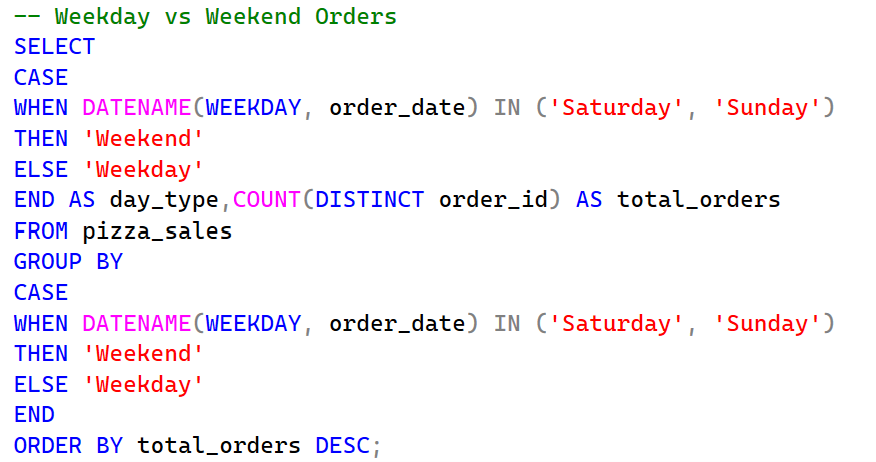 -- Weekday vs Weekend Orders
SELECT
CASE
WHEN DATENAME(WEEKDAY, order_date) IN ('Saturday', 'Sunday')
THEN 'Weekend'
ELSE 'Weekday'
END AS day_type,COUNT(DISTINCT order_id) AS total_orders
FROM pizza_sales
GROUP BY
CASE
WHEN DATENAME(WEEKDAY, order_date) IN ('Saturday', 'Sunday')
THEN 'Weekend'
ELSE 'Weekday'
END
ORDER BY total_orders DESC;